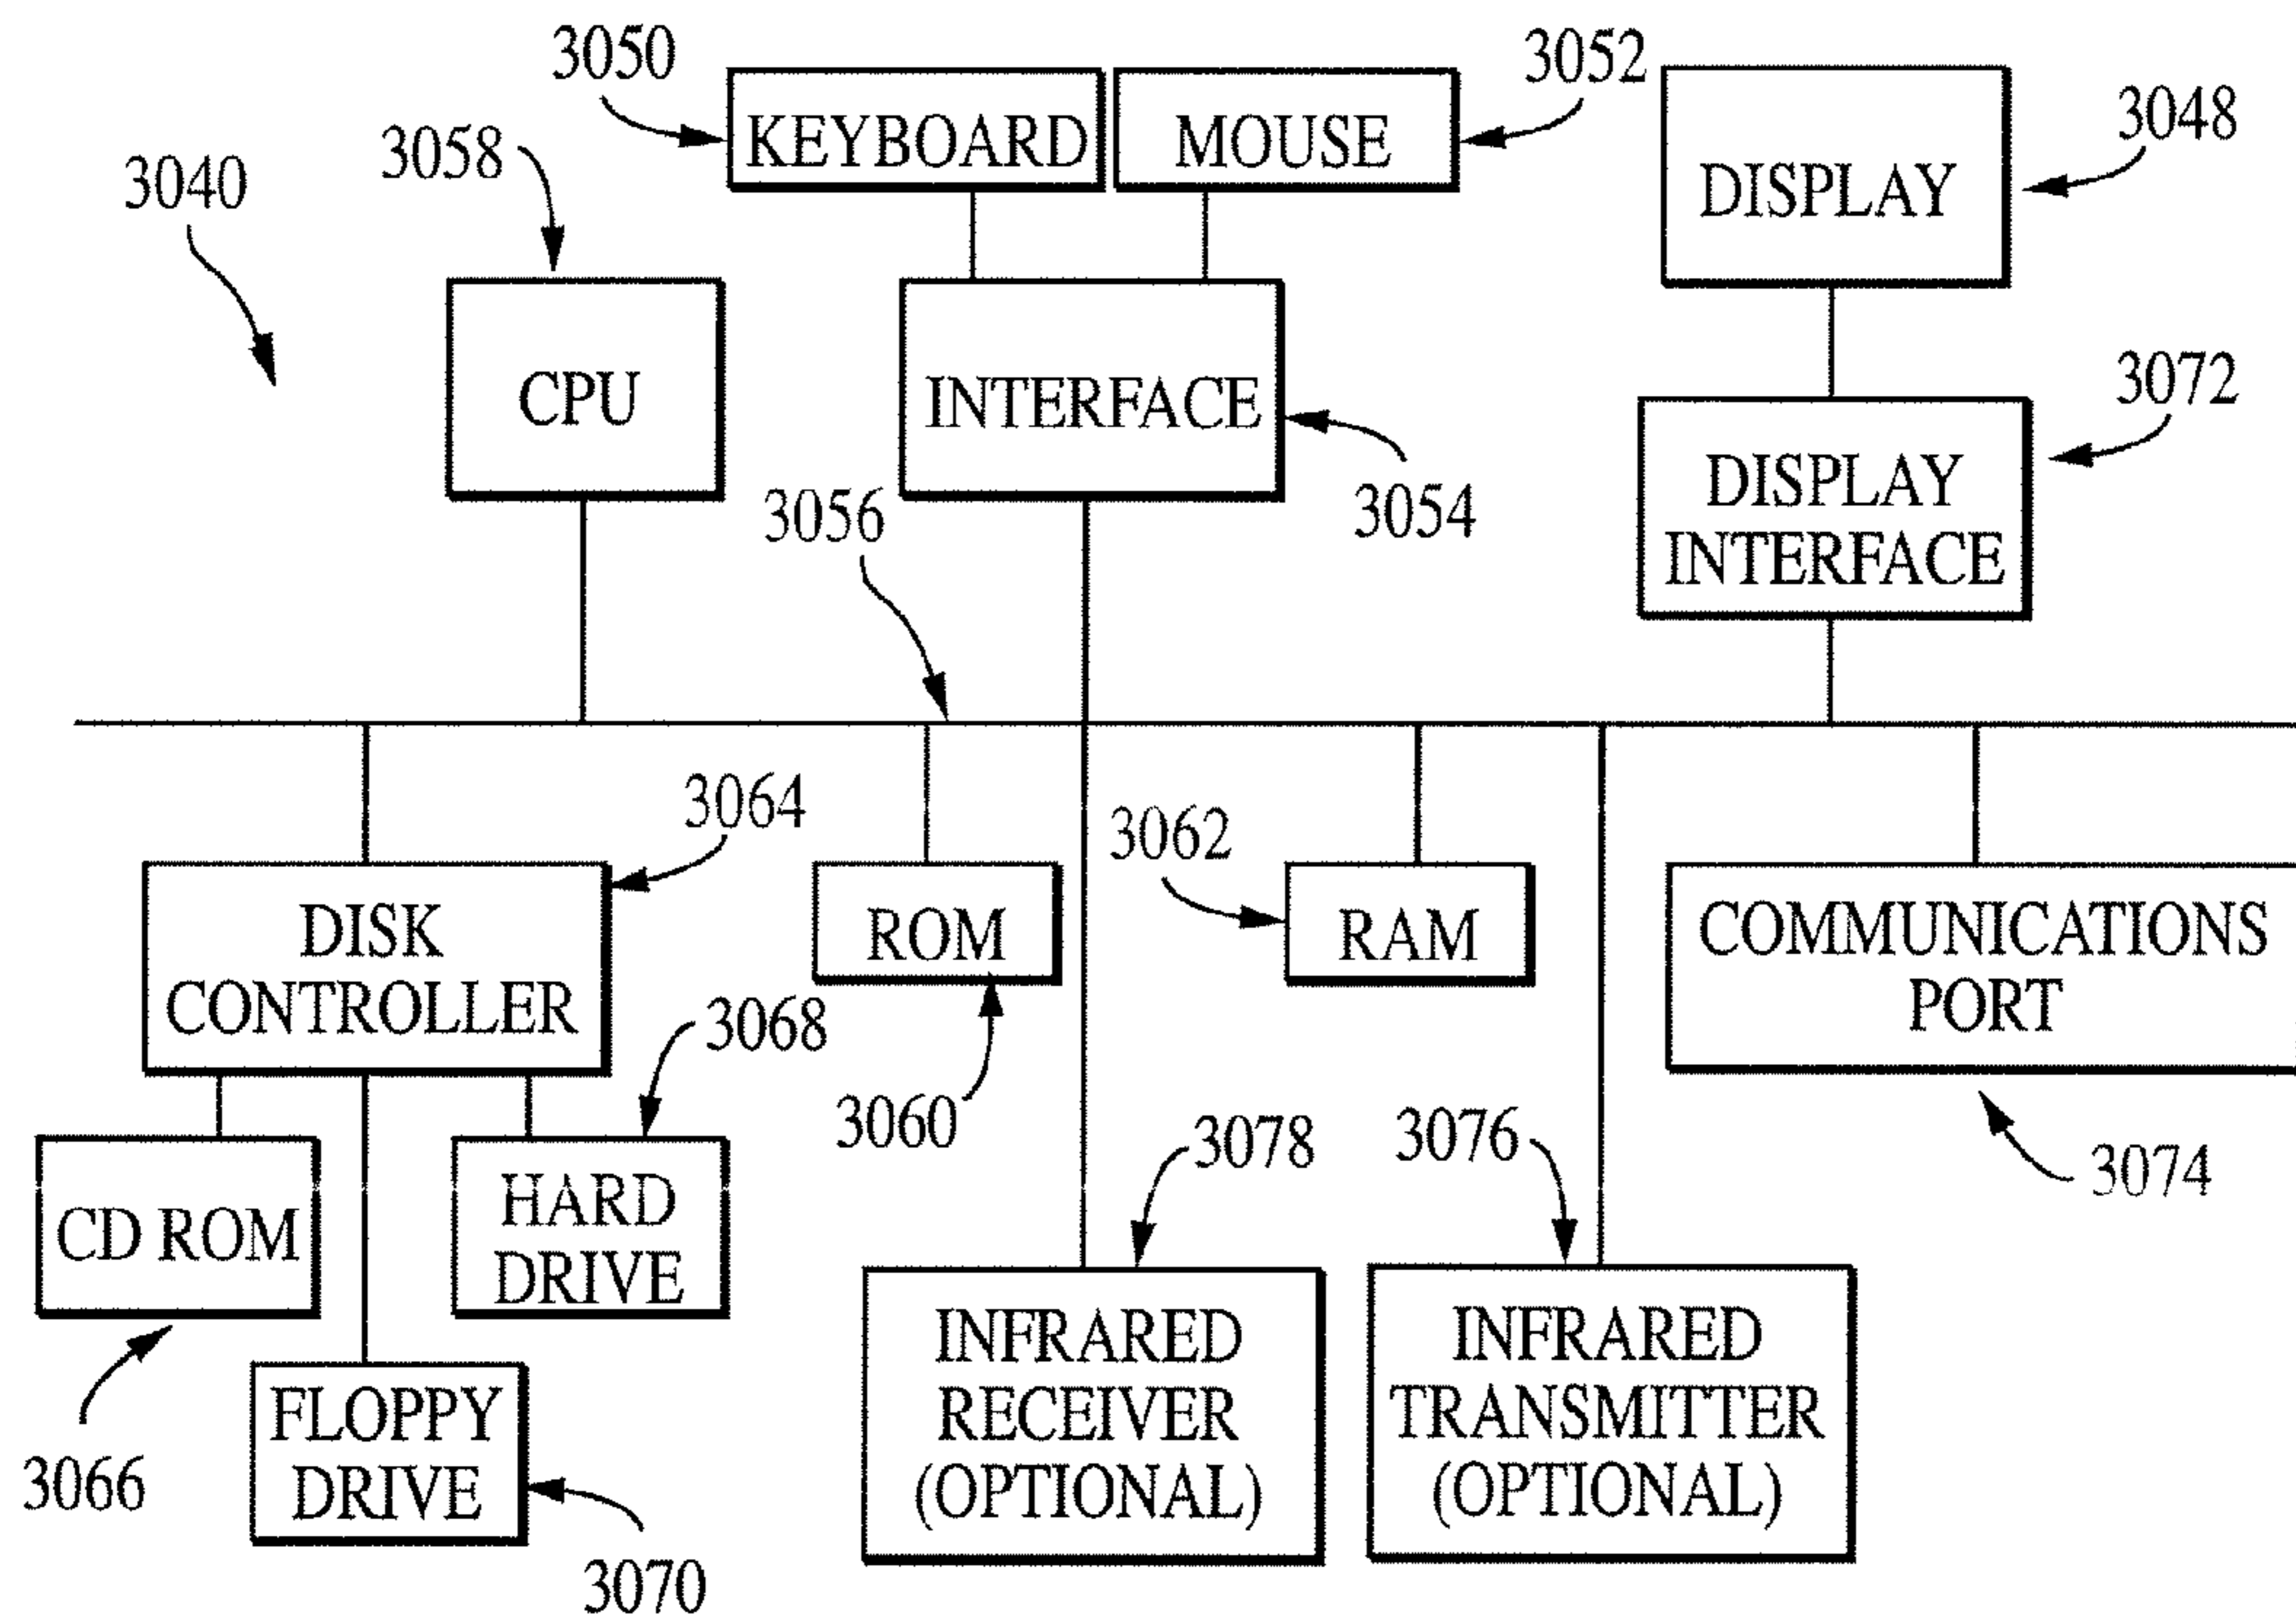 3050
KEYBOARD
MOUSE
3052
3048
DISPLAY
3058
3040
CPU
INTERFACE
3054
3072
DISPLAY
INTERFACE
3056
3064
DISK
CONTROLLER
ROM
3060
3062
RAM
COMMUNICATIONS
PORT
3074
3068
HARD
DRIVE
CD ROM
3066
FLOPPY
DRIVE
3070
3078
INFRARED
RECEIVER
(OPTIONAL)
3076
INFRARED
TRANSMITTER
(OPTIONAL)